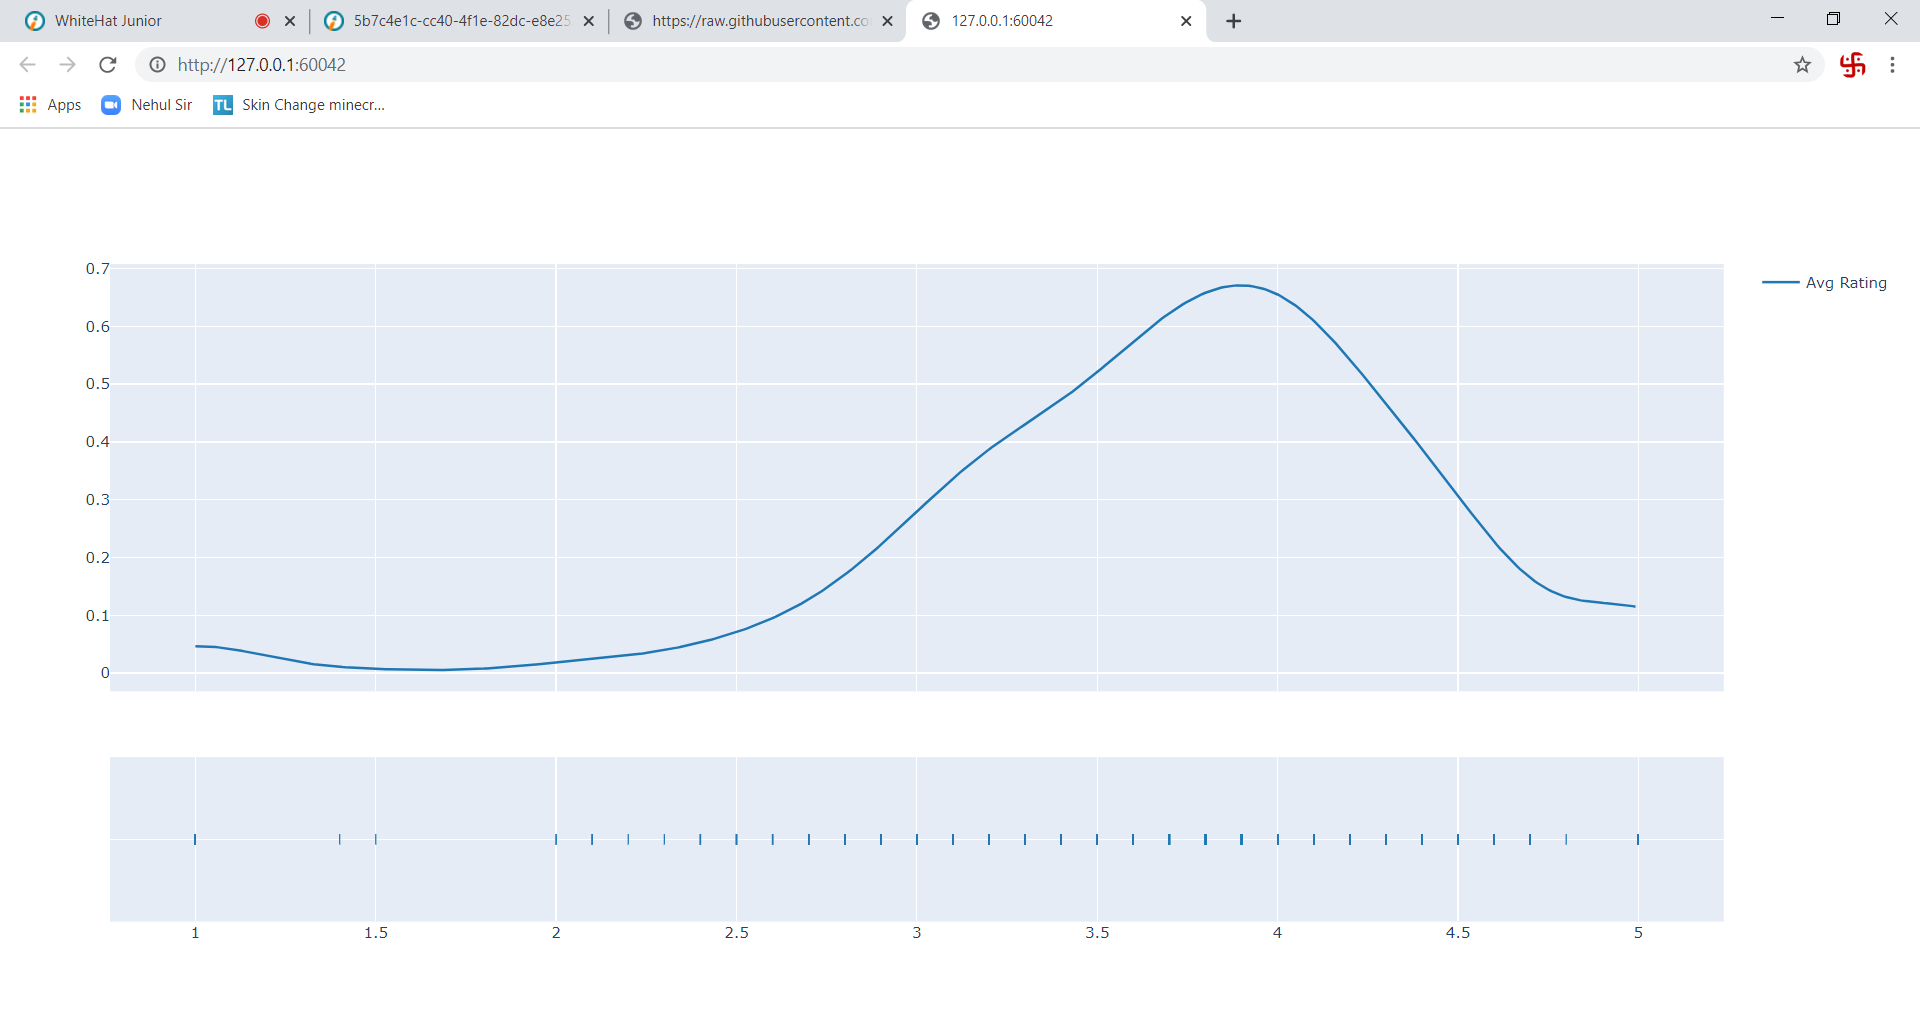 WhiteHat Junior
5b7c4e1c-cc40-4f1e-82dc-e8e25
https://raw.githubusercontent.co
127.0.0.1:60042
http://127.0.0.1:60042
Apps
Nehul Sir
TL
Skin Change minecr...
0.7
Avg Rating
0.6
0.5
0.4
0.3
0.2
0.1
0
1 1.5 2 2.5 3 3.5 4 4.5 5